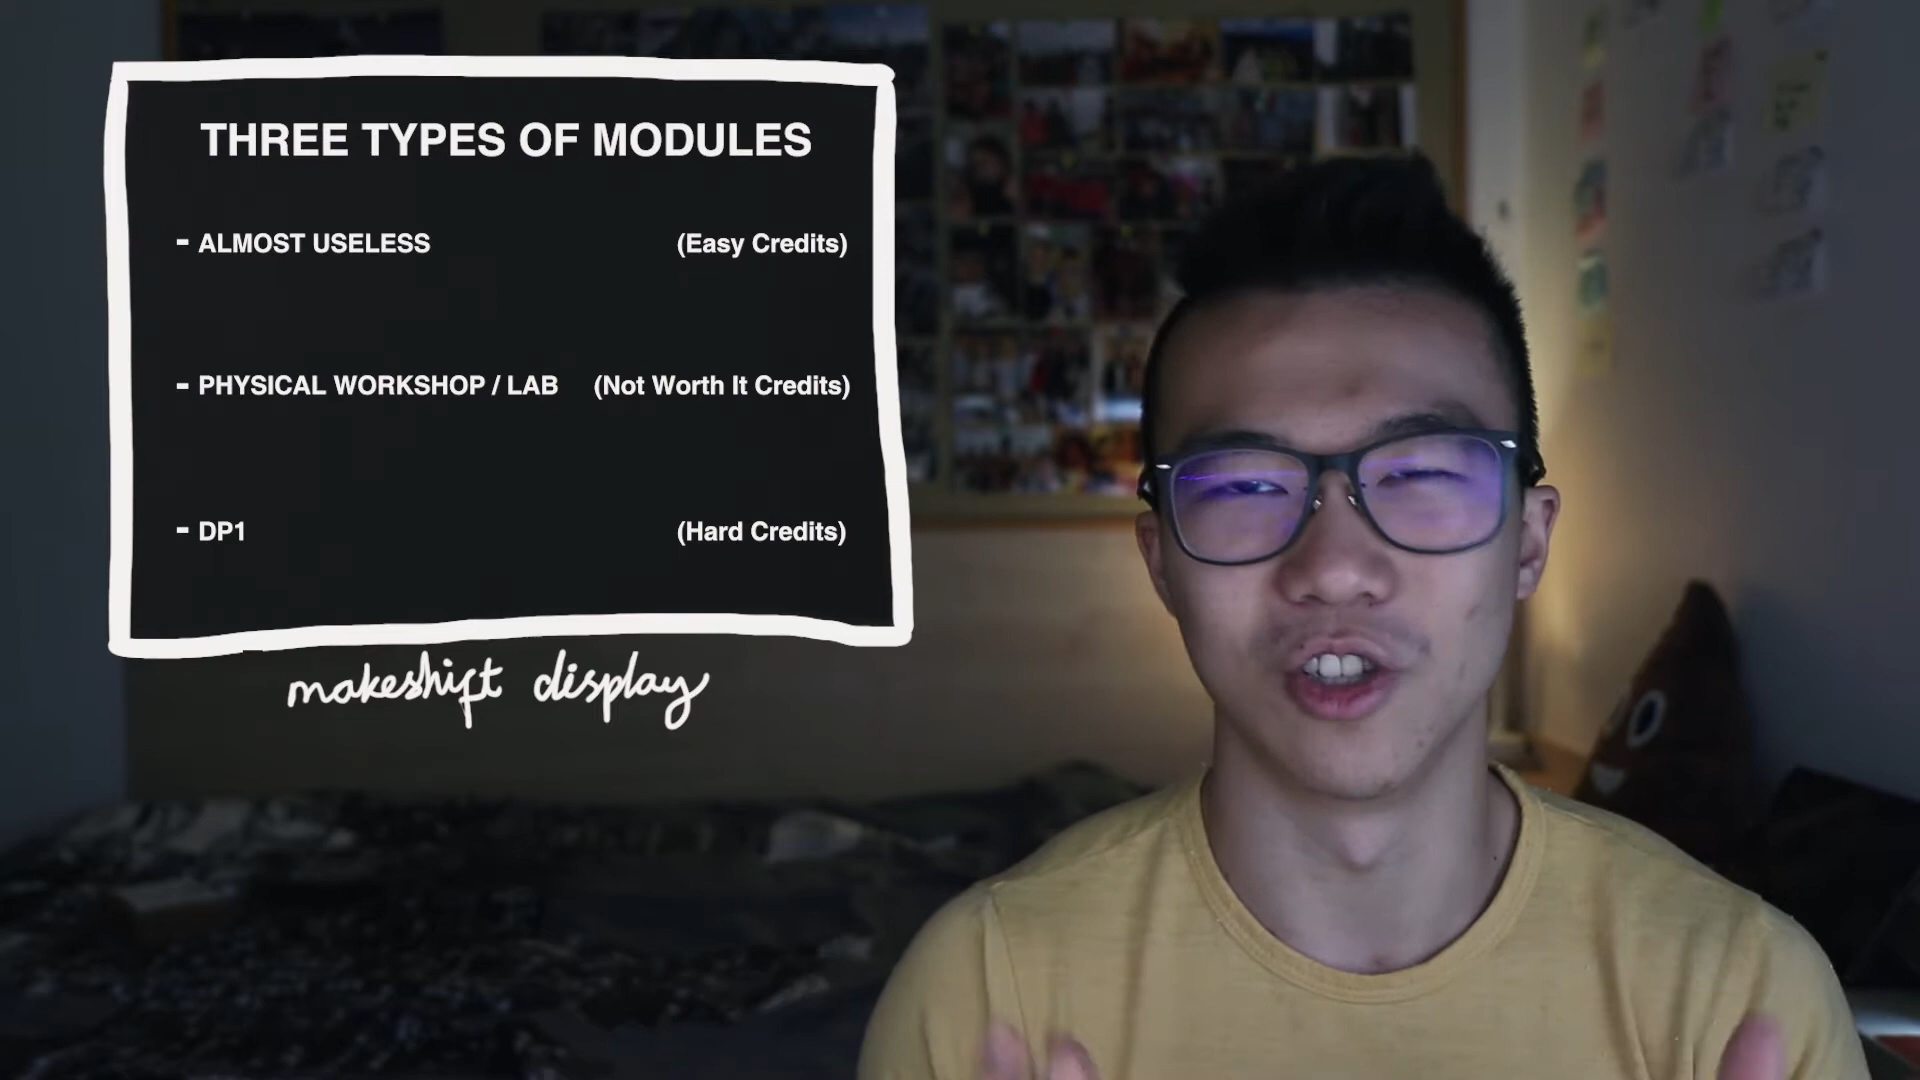 THREE TYPES OF MODULES
- ALMOST USELESS (Easy Credits)
- PHYSICAL WORKSHOP / LAB (Not Worth It Credits)
- DP1 (Hard Credits)
makeshift display